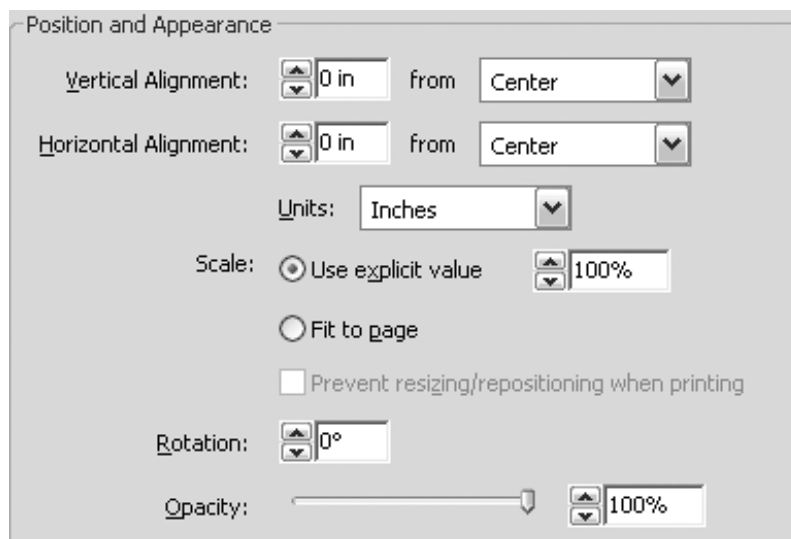 Position and Appearance
Vertical Alignment: 0 in from Center
Horizontal Alignment: 0 in from Center
Units: Inches
Scale: Use explicit value 100%
Fit to page
Prevent resizing/repositioning when printing
Rotation: 0°
Opacity: 100%